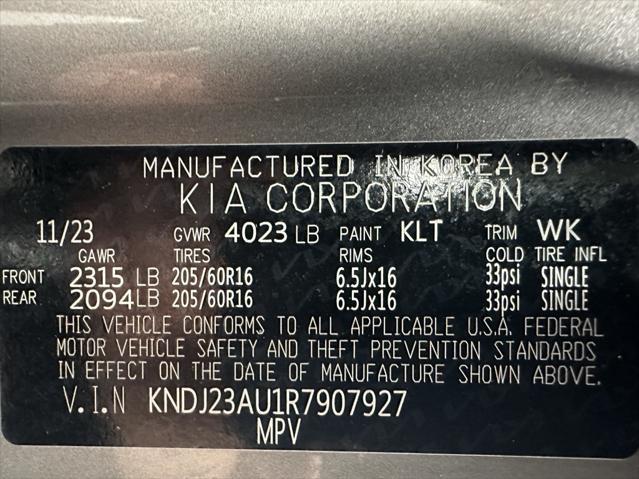 MANUFACTURED IN KOREA BY
KIA CORPORATION
11/23 GVWR 4023 LB PAINT KLT TRIM WK
GAWR TIRES RIMS COLD TIRE INFL
FRONT 2315 LB 205/60R16 6.5Jx16 33psi SINGLE
REAR 2094 LB 205/60R16 6.5Jx16 33psi SINGLE
THIS VEHICLE CONFORMS TO ALL APPLICABLE U.S.A. FEDERAL
MOTOR VEHICLE SAFETY AND THEFT PREVENTION STANDARDS
IN EFFECT ON THE DATE OF MANUFACTURE SHOWN ABOVE.
V.I.N KNDJ23AU1R7907927
MPV